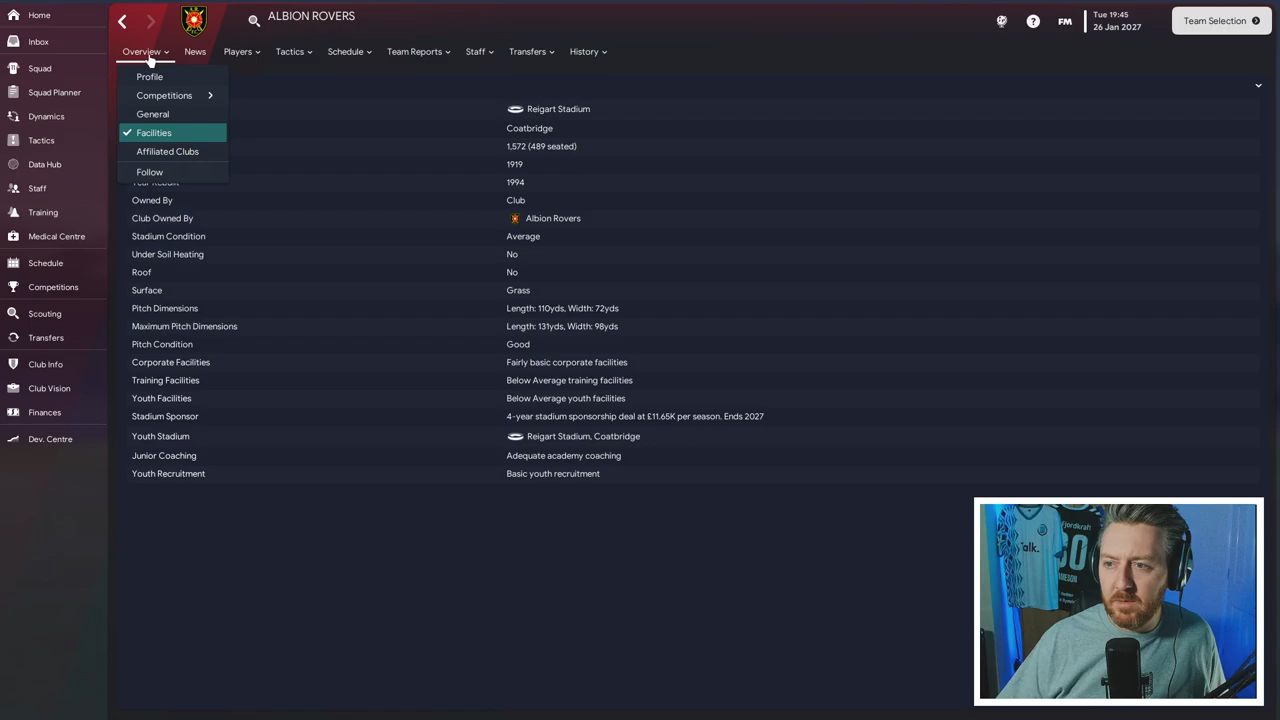 Home
Inbox
Squad
Squad Planner
Dynamics
Tactics
Data Hub
Staff
Training
Medical Centre
Schedule
Competitions
Scouting
Transfers
Club Info
Club Vision
Finances
Dev. Centre
ALBION ROVERS
FM
Tue 19:45
26 Jan 2027
Team Selection
Overview News Players Tactics Schedule Team Reports Staff Transfers History
Profile
Competitions
General
Facilities
Affiliated Clubs
Follow
Reigart Stadium
Coatbridge
1,572 (489 seated)
1919
1994
Owned By Club
Club Owned By Albion Rovers
Stadium Condition Average
Under Soil Heating No
Roof No
Surface Grass
Pitch Dimensions Length: 110yds, Width: 72yds
Maximum Pitch Dimensions Length: 131yds, Width: 98yds
Pitch Condition Good
Corporate Facilities Fairly basic corporate facilities
Training Facilities Below Average training facilities
Youth Facilities Below Average youth facilities
Stadium Sponsor 4-year stadium sponsorship deal at £11.65K per season. Ends 2027
Youth Stadium Reigart Stadium, Coatbridge
Junior Coaching Adequate academy coaching
Youth Recruitment Basic youth recruitment
fjordkraft
Talk.